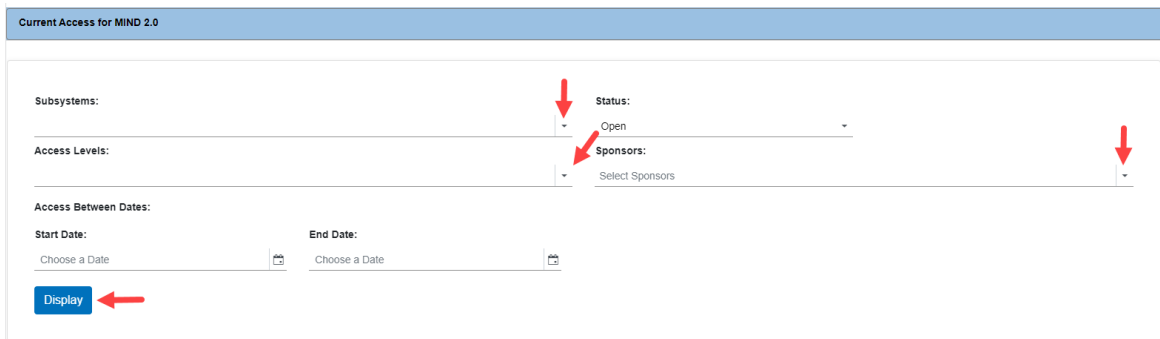 Current Access for MIND 2.0
Subsystems:
Status:
Open
Access Levels:
Sponsors:
Select Sponsors
Access Between Dates:
Start Date:
End Date:
Choose a Date
Choose a Date
Display